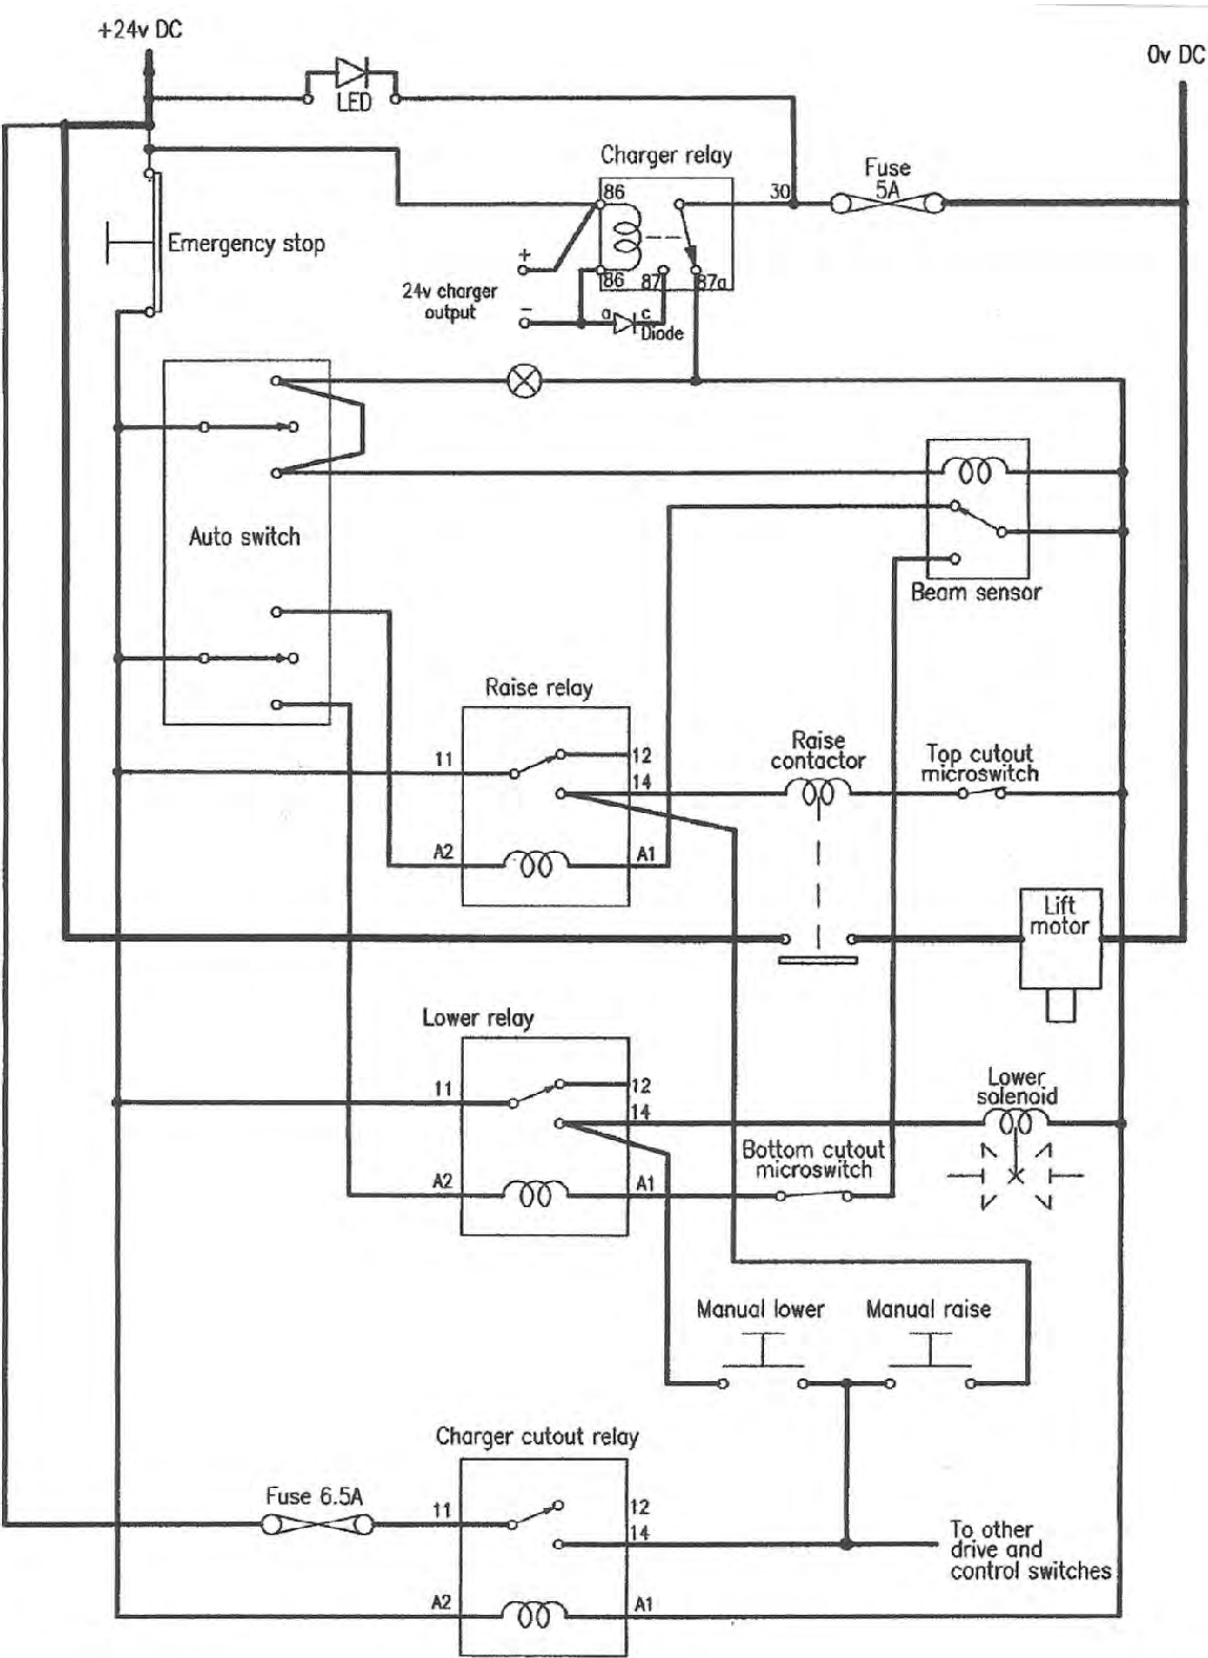 +24v DC
0v DC
LED
Charger relay
Fuse
5A
86
30
Emergency stop
+
86
87
87a
24v charger
output
−
a
c
Diode
Auto switch
Beam sensor
Raise relay
Raise
contactor
Top cutout
microswitch
11
12
14
A2
A1
Lift
motor
Lower relay
11
12
14
Lower
solenoid
Bottom cutout
microswitch
A2
A1
Manual lower
Manual raise
Charger cutout relay
Fuse 6.5A
11
12
14
To other
drive and
control switches
A2
A1